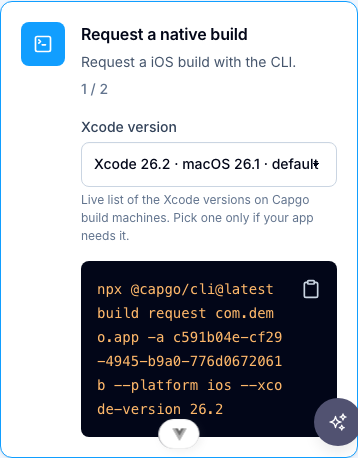 Request a native build
Request a iOS build with the CLI.
1 / 2
Xcode version
Xcode 26.2 · macOS 26.1 · default
Live list of the Xcode versions on Capgo
build machines. Pick one only if your app
needs it.
npx @capgo/cli@latest
build request com.dem
o.app -a c591b04e-cf29
-4945-b9a0-776d0672061
b --platform ios --xco
de-version 26.2